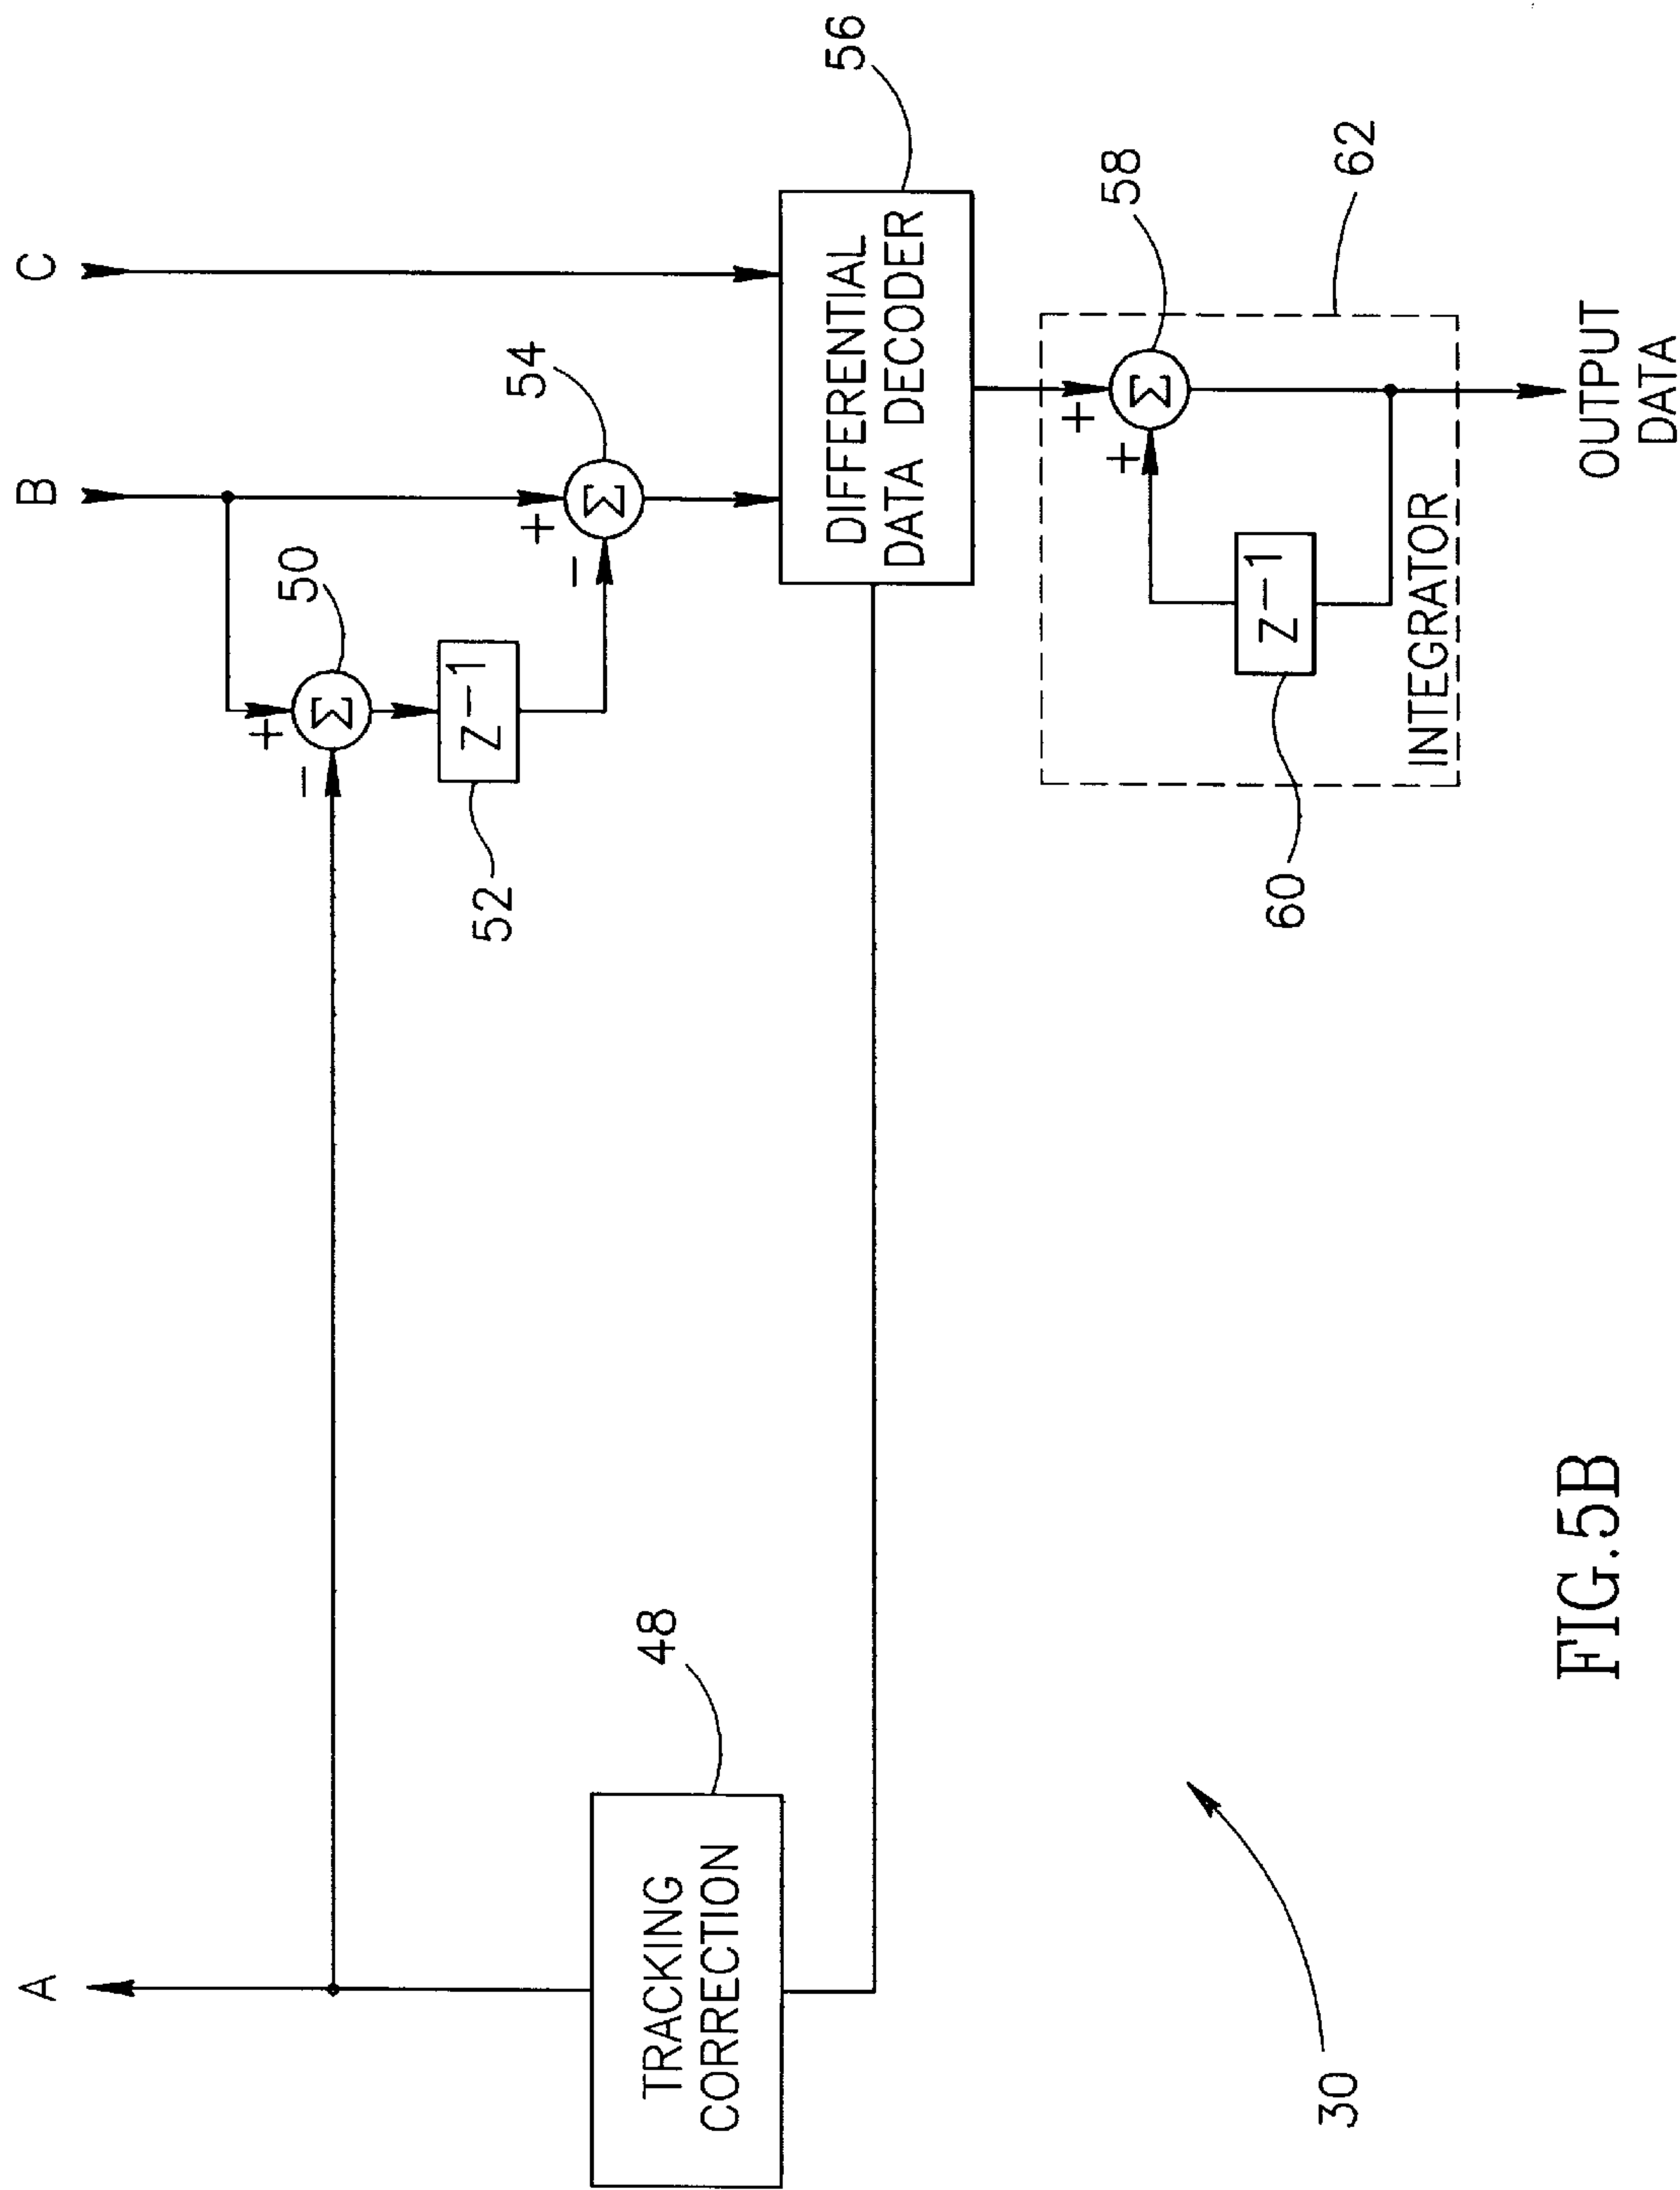 A
B
C
50
+
−
Σ
54
Z−1
+
−
Σ
52
56
48
TRACKING
CORRECTION
DIFFERENTIAL
DATA DECODER
58
+
+
Σ
62
Z−1
60
INTEGRATOR
30
OUTPUT
DATA
FIG.5B